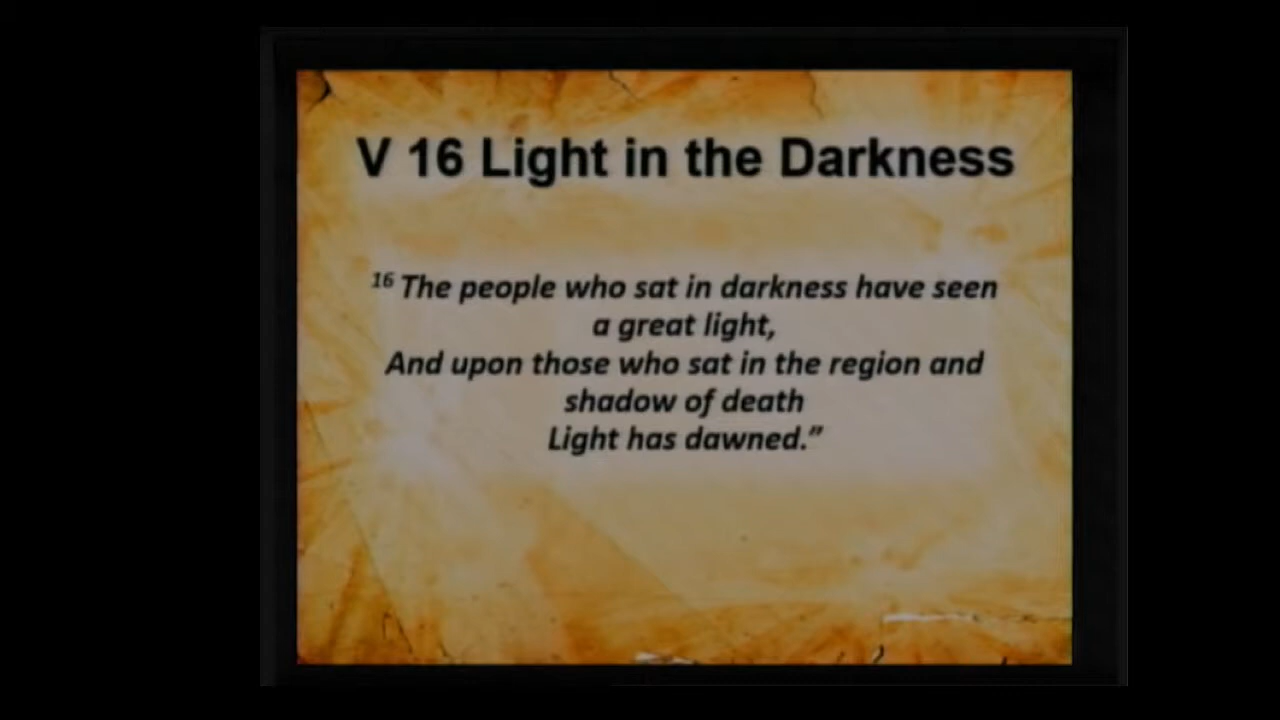 V 16 Light in the Darkness
16 The people who sat in darkness have seen
a great light,
And upon those who sat in the region and
shadow of death
Light has dawned.”